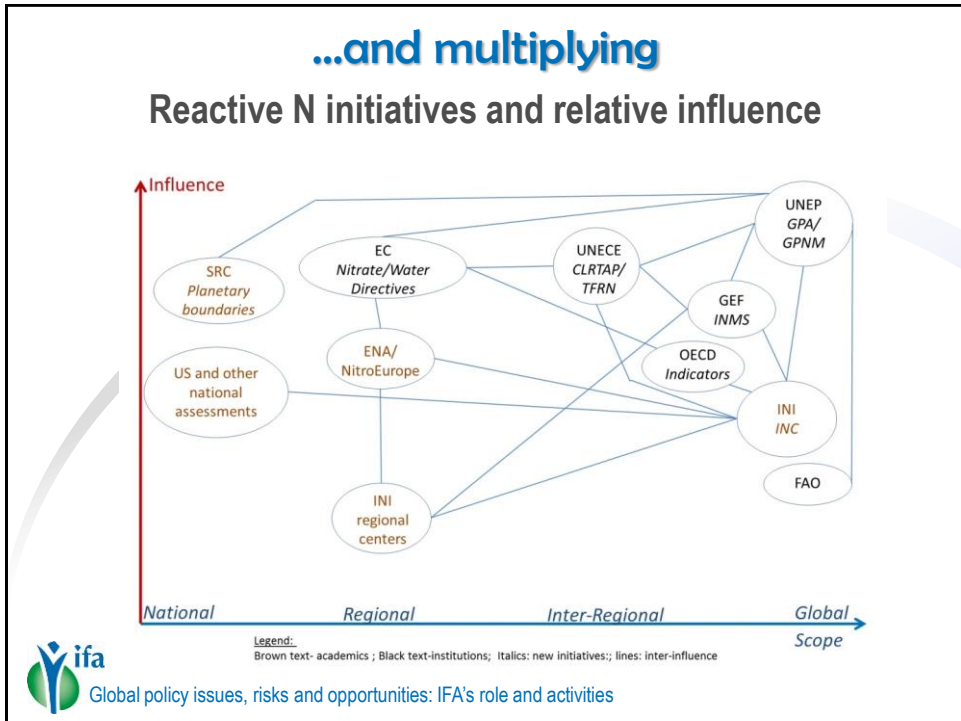 ...and multiplying
Reactive N initiatives and relative influence
Influence
UNEP
GPA/
GPNM
EC
Nitrate/Water
Directives
UNECE
CLRTAP/
TFRN
SRC
Planetary
boundaries
GEF
INMS
ENA/
NitroEurope
OECD
Indicators
US and other
national
assessments
INI
INC
FAO
INI
regional
centers
National
Regional
Inter-Regional
Global
Scope
Legend:
Brown text- academics ; Black text-institutions; Italics: new initiatives:; lines: inter-influence
ifa
Global policy issues, risks and opportunities: IFA's role and activities